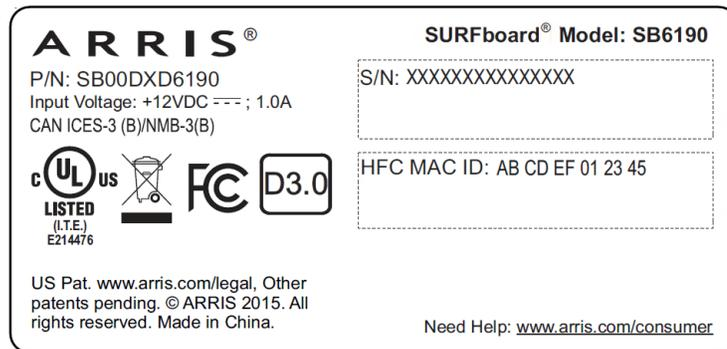 ARRIS®
SURFboard® Model: SB6190
P/N: SB00DXD6190
Input Voltage: +12VDC ⎓ ; 1.0A
CAN ICES-3 (B)/NMB-3(B)
S/N: XXXXXXXXXXXXXXX
HFC MAC ID: AB CD EF 01 23 45
C UL US
LISTED
(I.T.E.)
E214476
FC
D3.0
US Pat. www.arris.com/legal, Other
patents pending. © ARRIS 2015. All
rights reserved. Made in China.
Need Help: www.arris.com/consumer